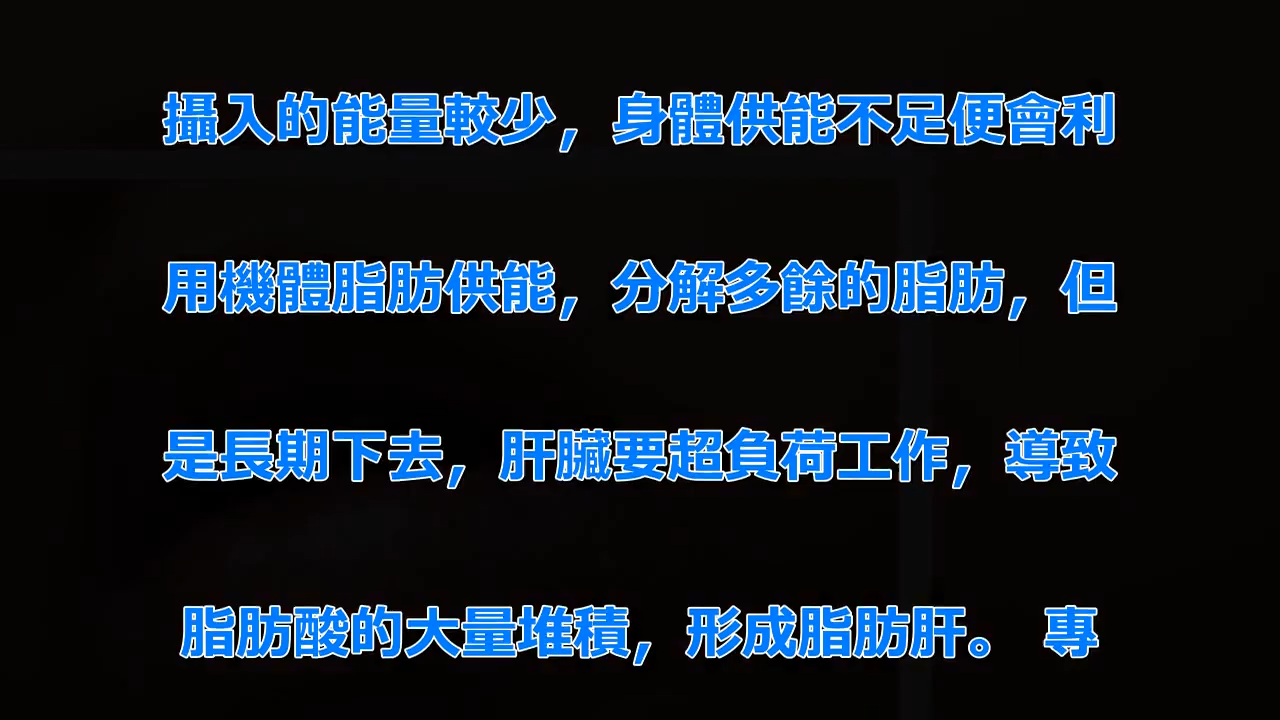 攝入的能量較少，身體供能不足便會利
用機體脂肪供能，分解多餘的脂肪，但
是長期下去，肝臟要超負荷工作，導致
脂肪酸的大量堆積，形成脂肪肝。 專